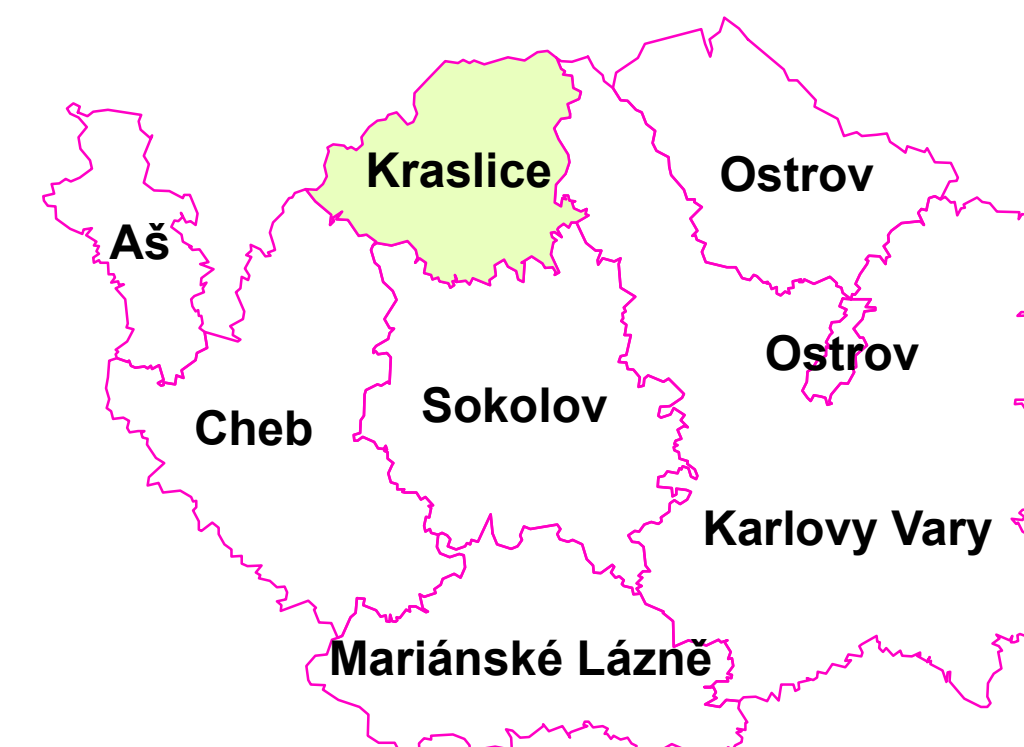 Kraslice
Ostrov
Aš
Ostrov
Sokolov
Cheb
Karlovy Vary
Mariánské Lázně